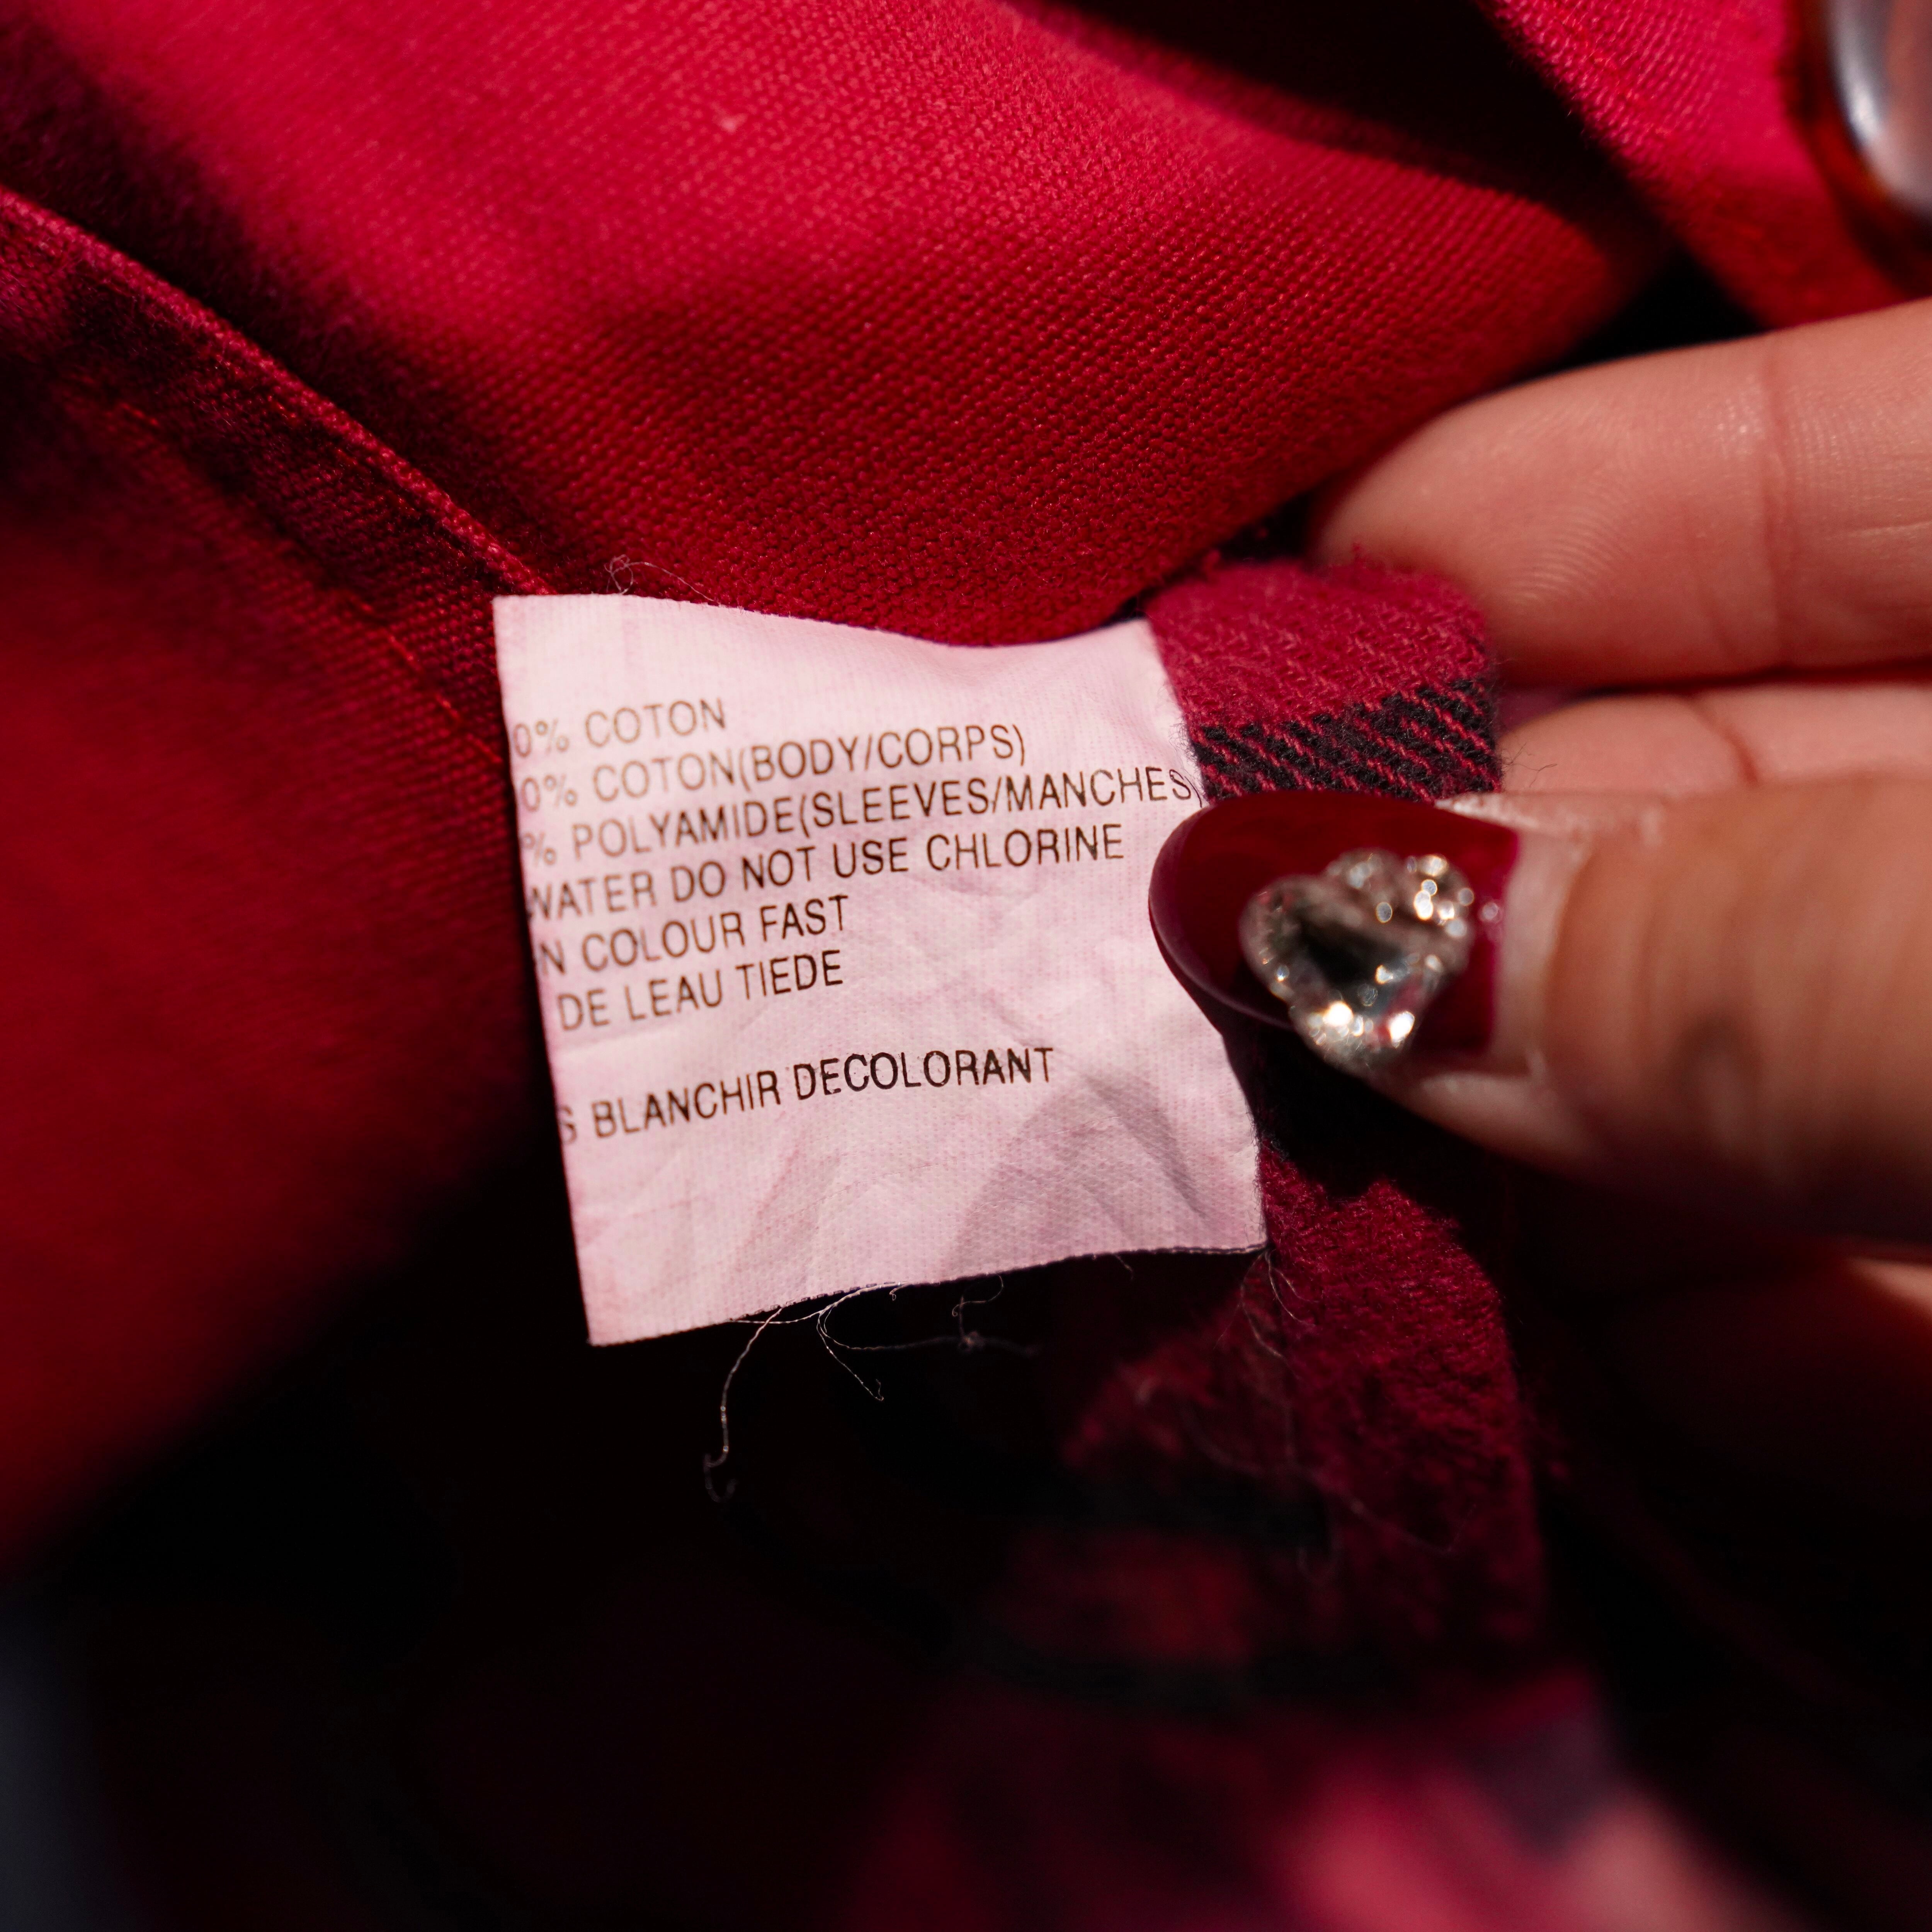 0% COTON
0% COTON(BODY/CORPS)
% POLYAMIDE(SLEEVES/MANCHES)
WATER DO NOT USE CHLORINE
N COLOUR FAST
DE LEAU TIEDE
S BLANCHIR DECOLORANT